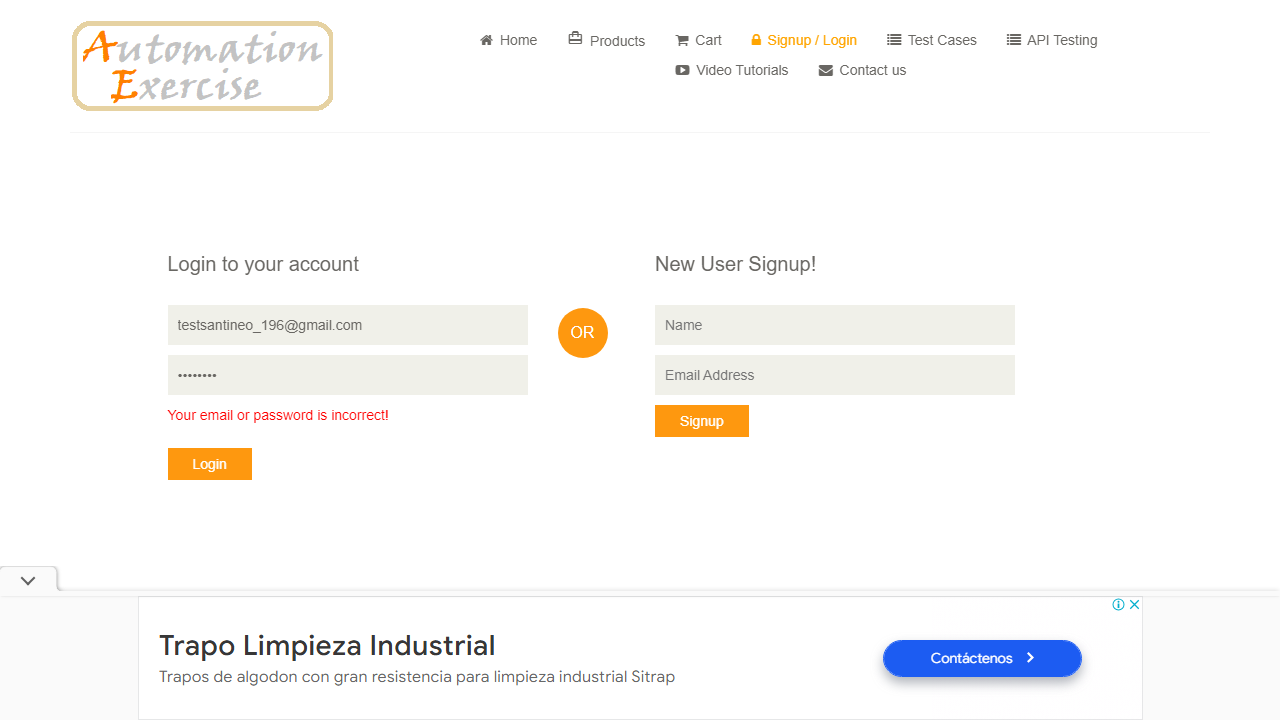 Automation
Exercise
Home
Products
Cart
Signup / Login
Test Cases
API Testing
Video Tutorials
Contact us
Login to your account
testsantineo_196@gmail.com
••••••••
Your email or password is incorrect!
Login
OR
New User Signup!
Name
Email Address
Signup
Trapo Limpieza Industrial
Trapos de algodon con gran resistencia para limpieza industrial Sitrap
Contáctenos